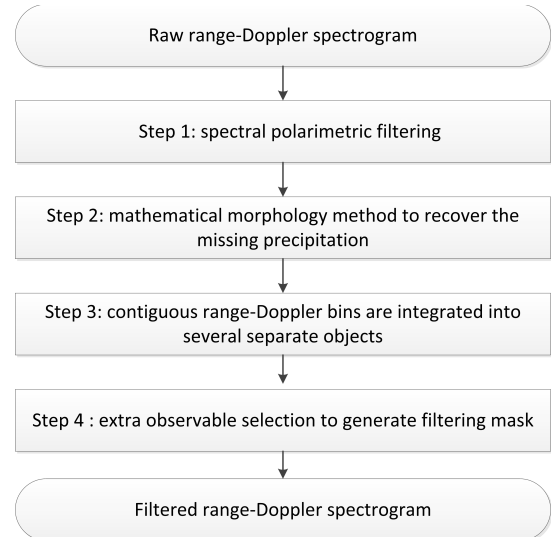 Raw range-Doppler spectrogram
Step 1: spectral polarimetric filtering
Step 2: mathematical morphology method to recover the
missing precipitation
Step 3: contiguous range-Doppler bins are integrated into
several separate objects
Step 4 : extra observable selection to generate filtering mask
Filtered range-Doppler spectrogram